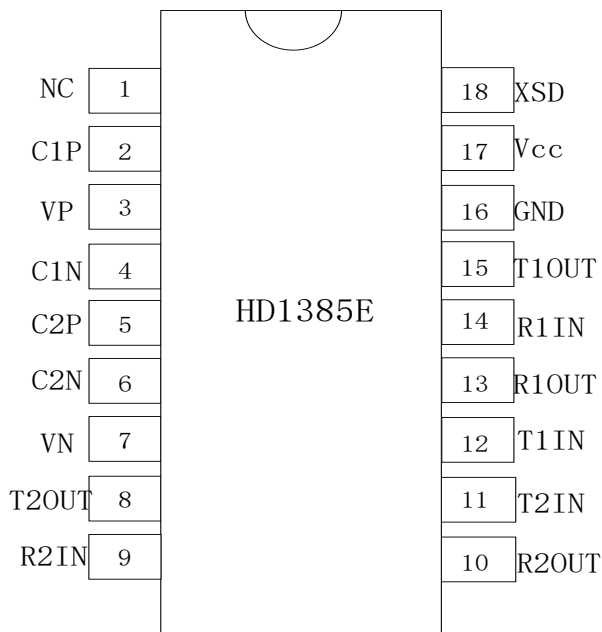 NC 1 18 XSD
C1P 2 17 Vcc
VP 3 16 GND
C1N 4 15 T1OUT
HD1385E
C2P 5 14 R1IN
C2N 6 13 R1OUT
VN 7 12 T1IN
T2OUT 8 11 T2IN
R2IN 9 10 R2OUT